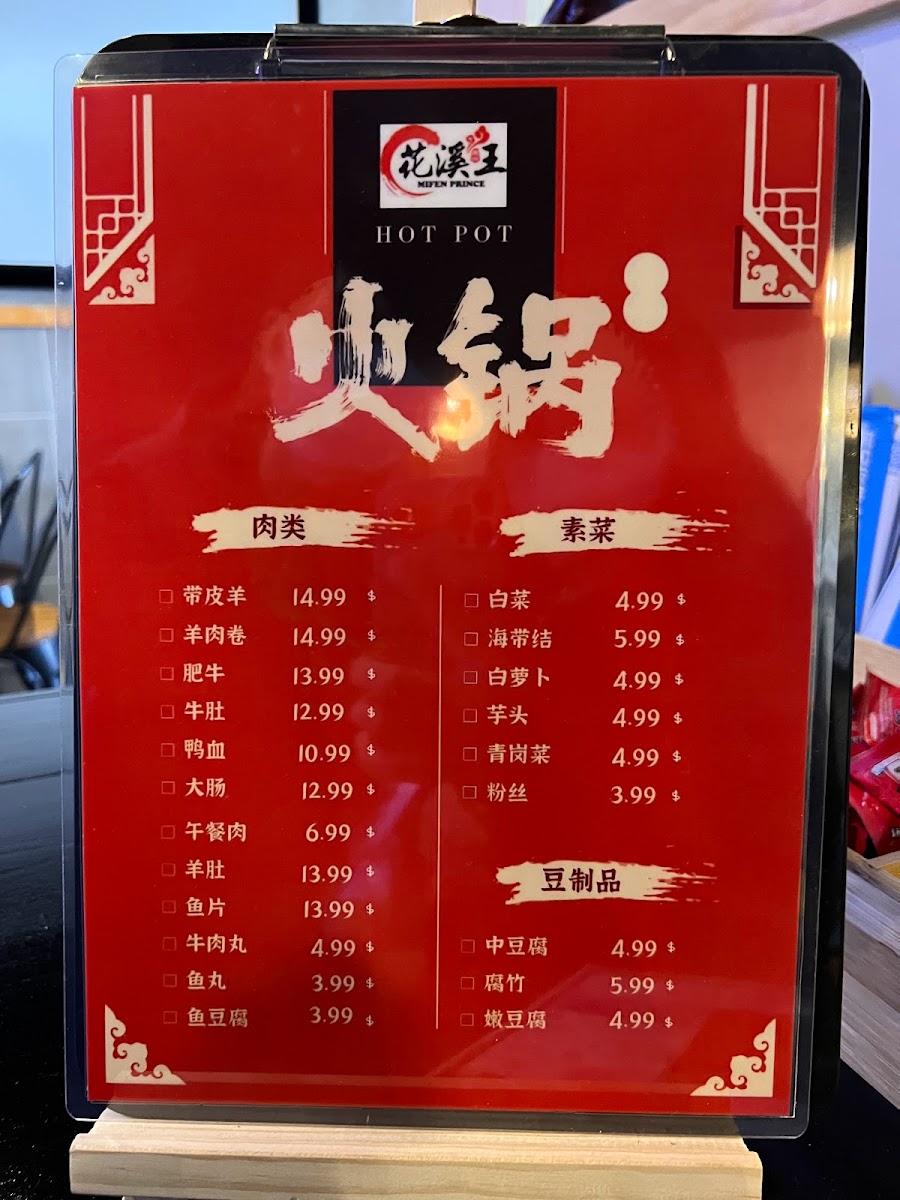 花溪王
MIFEN PRINCE
HOT POT
火锅
肉类
□ 带皮羊 14.99 $
□ 羊肉卷 14.99 $
□ 肥牛 13.99 $
□ 牛肚 12.99 $
□ 鸭血 10.99 $
□ 大肠 12.99 $
□ 午餐肉 6.99 $
□ 羊肚 13.99 $
□ 鱼片 13.99 $
□ 牛肉丸 4.99 $
□ 鱼丸 3.99 $
□ 鱼豆腐 3.99 $
素菜
□ 白菜 4.99 $
□ 海带结 5.99 $
□ 白萝卜 4.99 $
□ 芋头 4.99 $
□ 青岗菜 4.99 $
□ 粉丝 3.99 $
豆制品
□ 中豆腐 4.99 $
□ 腐竹 5.99 $
□ 嫩豆腐 4.99 $